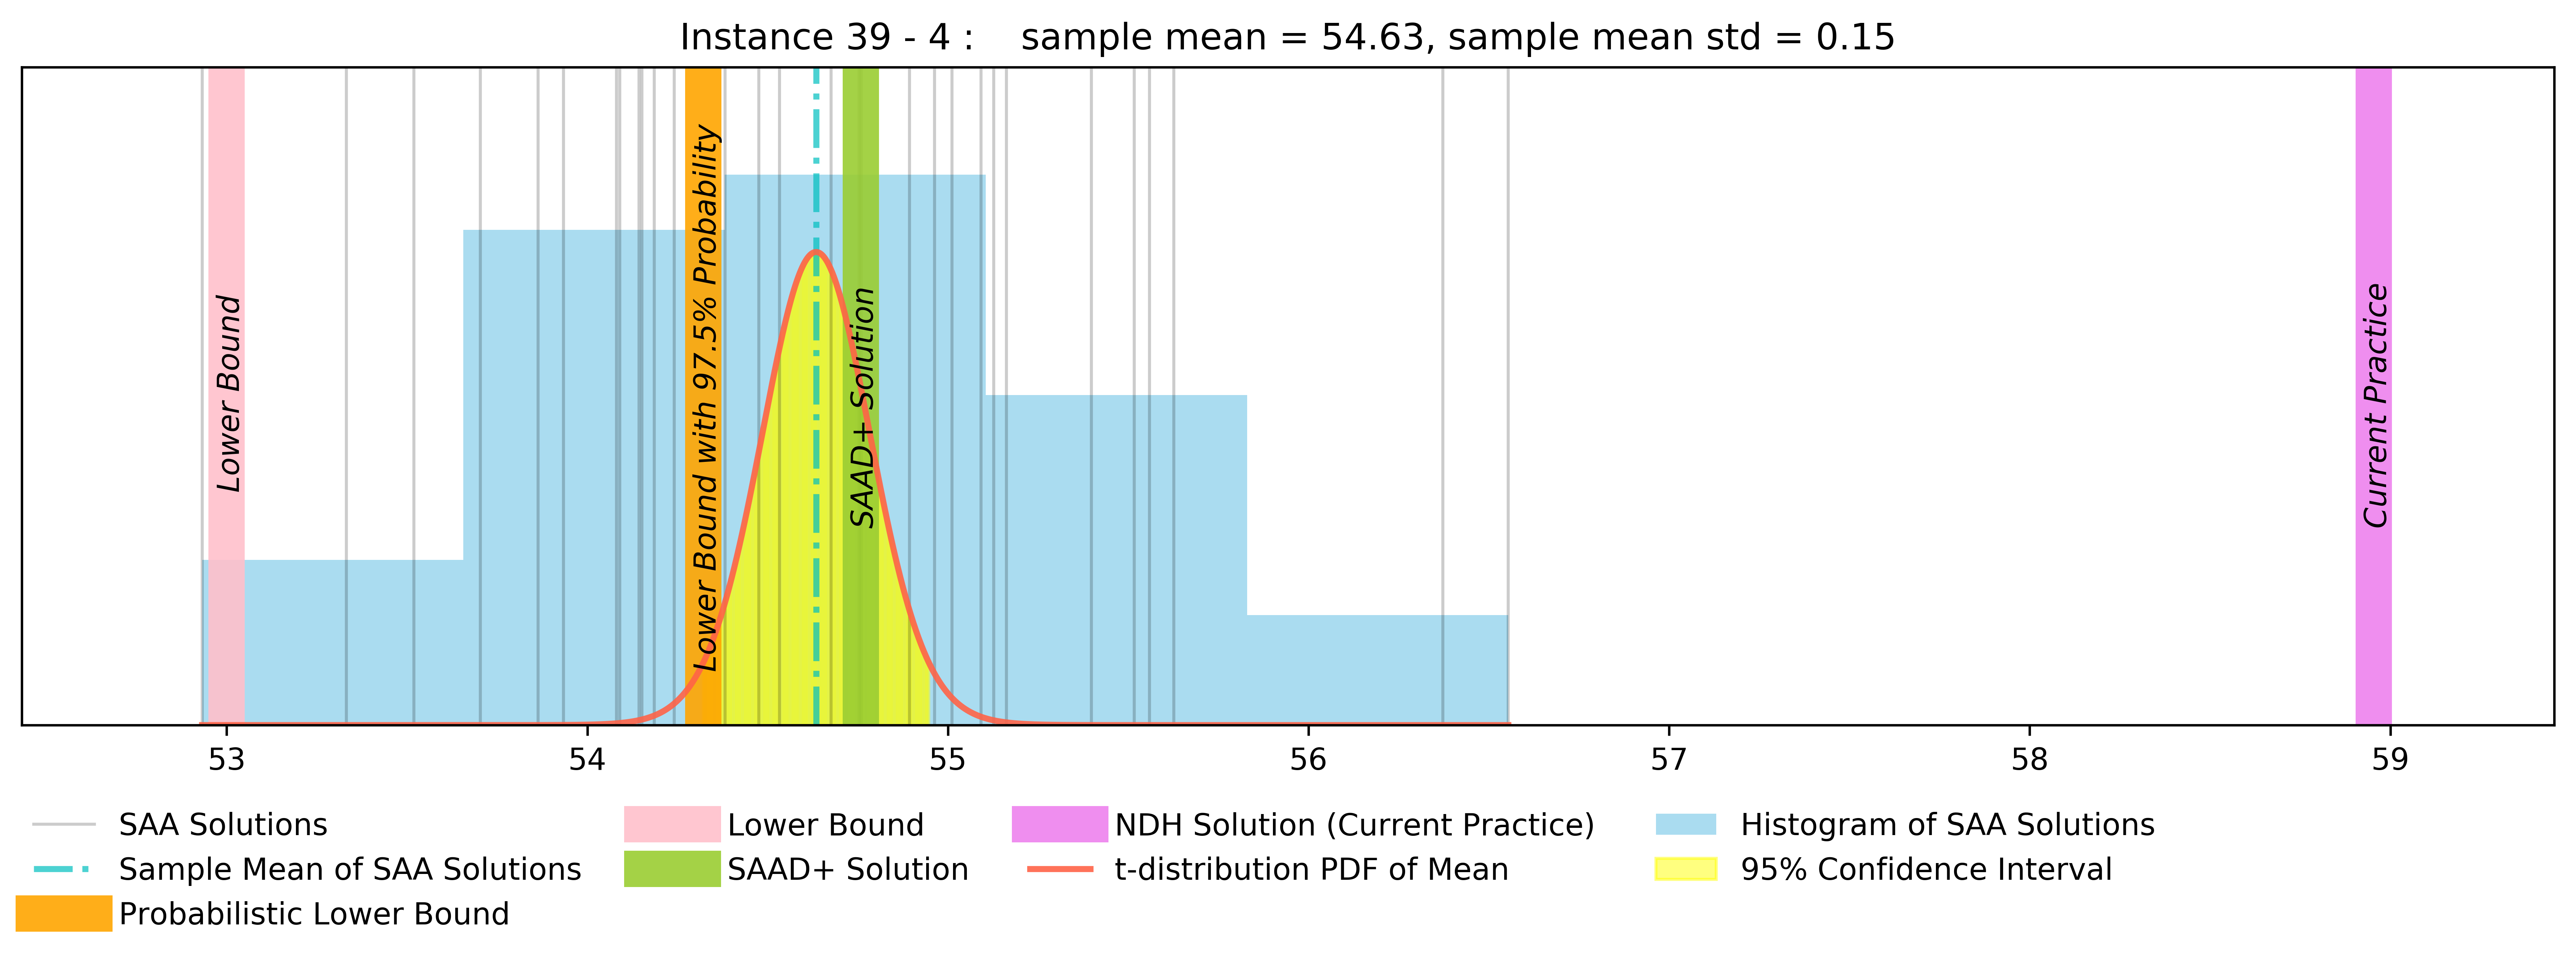 Instance 39 - 4 :    sample mean = 54.63, sample mean std = 0.15
Lower Bound
Lower Bound with 97.5% Probability
SAAD+ Solution
Current Practice
53 54 55 56 57 58 59
SAA Solutions
Sample Mean of SAA Solutions
Probabilistic Lower Bound
Lower Bound
SAAD+ Solution
NDH Solution (Current Practice)
t-distribution PDF of Mean
Histogram of SAA Solutions
95% Confidence Interval